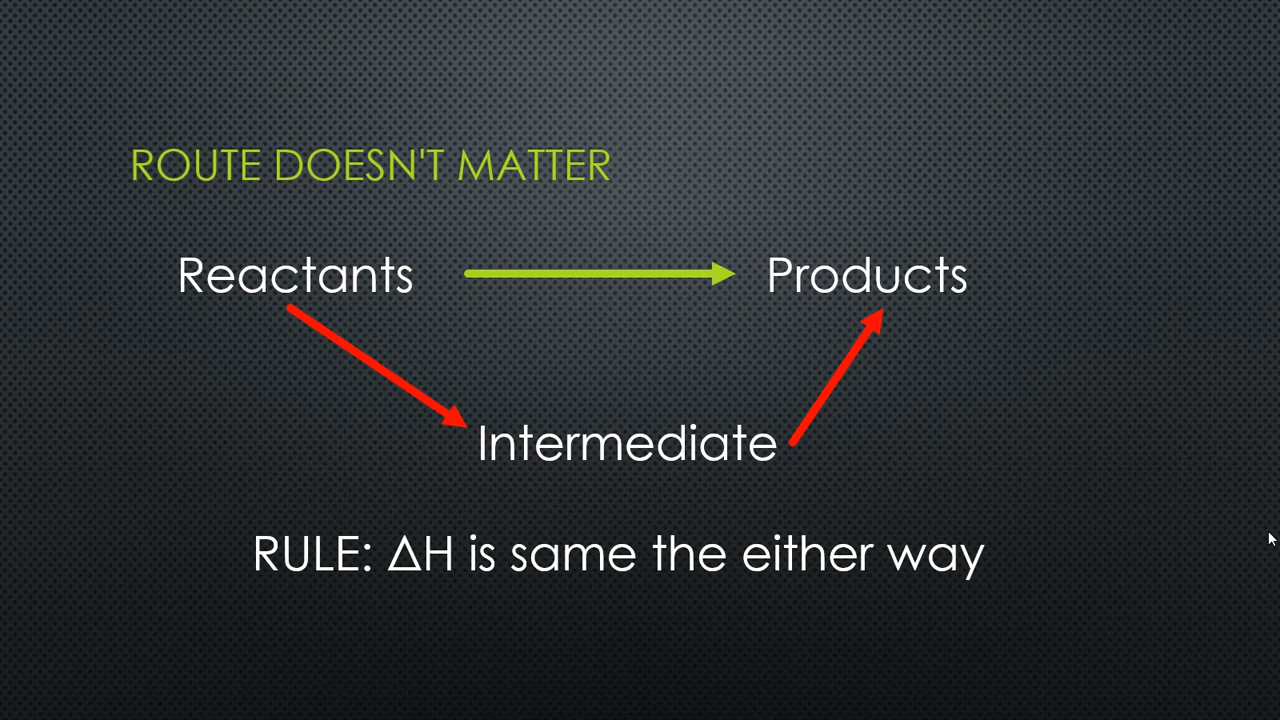 ROUTE DOESN'T MATTER
Reactants
Products
Intermediate
RULE: ΔH is same the either way